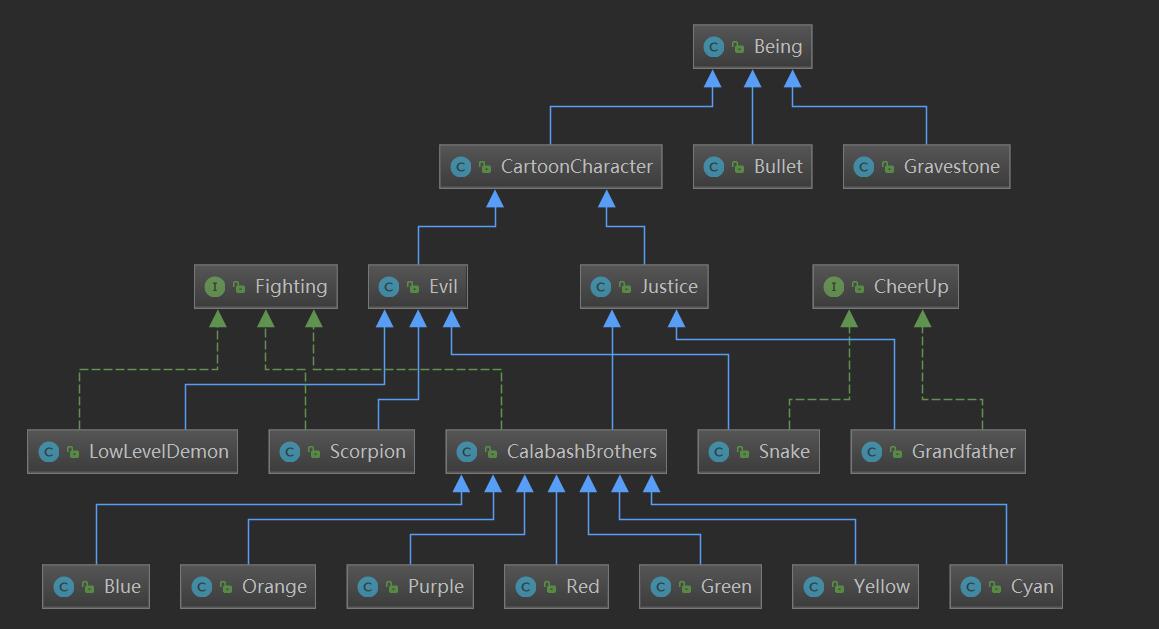 C Being
C CartoonCharacter C Bullet C Gravestone
I Fighting C Evil C Justice I CheerUp
C LowLevelDemon C Scorpion C CalabashBrothers C Snake C Grandfather
C Blue C Orange C Purple C Red C Green C Yellow C Cyan